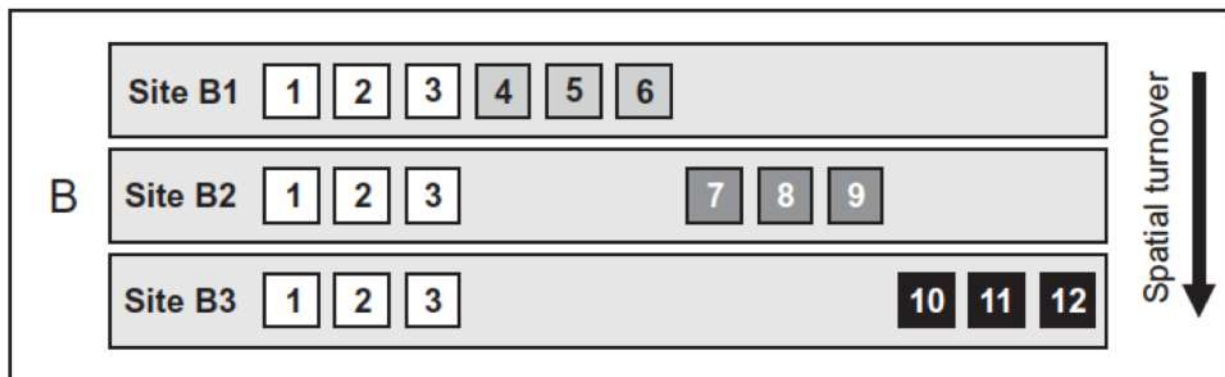 B
Site B1 1 2 3 4 5 6
Site B2 1 2 3 7 8 9
Site B3 1 2 3 10 11 12
Spatial turnover